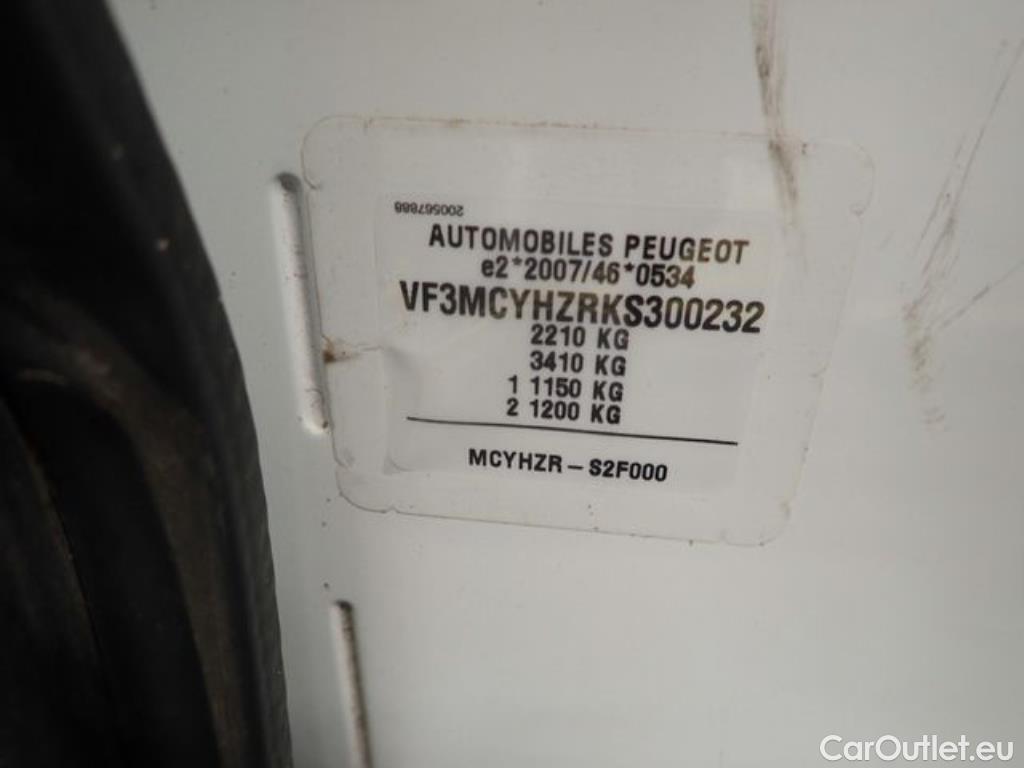 200567888
AUTOMOBILES PEUGEOT
e2*2007/46*0534
VF3MCYHZRKS300232
2210 KG
3410 KG
1 1150 KG
2 1200 KG
MCYHZR - S2F000
CarOutlet.eu